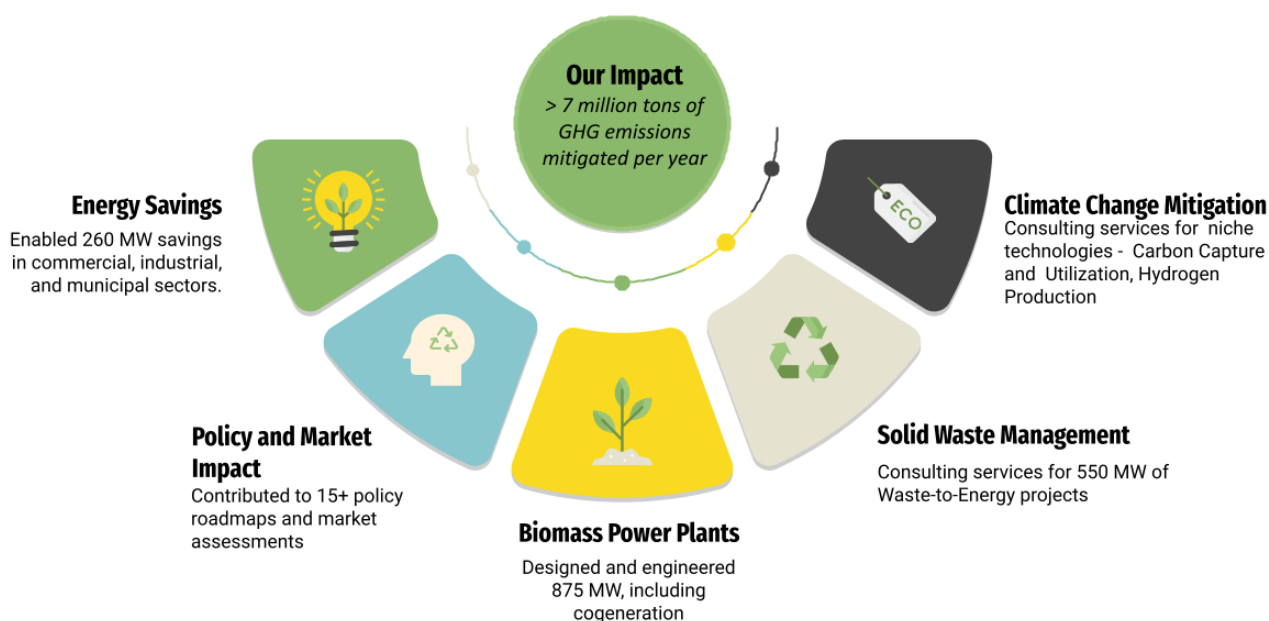 Our Impact
> 7 million tons of
GHG emissions
mitigated per year
Energy Savings
Enabled 260 MW savings
in commercial, industrial,
and municipal sectors.
Policy and Market
Impact
Contributed to 15+ policy
roadmaps and market
assessments
Biomass Power Plants
Designed and engineered
875 MW, including
cogeneration
Solid Waste Management
Consulting services for 550 MW of
Waste-to-Energy projects
ECO
Climate Change Mitigation
Consulting services for niche
technologies - Carbon Capture
and Utilization, Hydrogen
Production